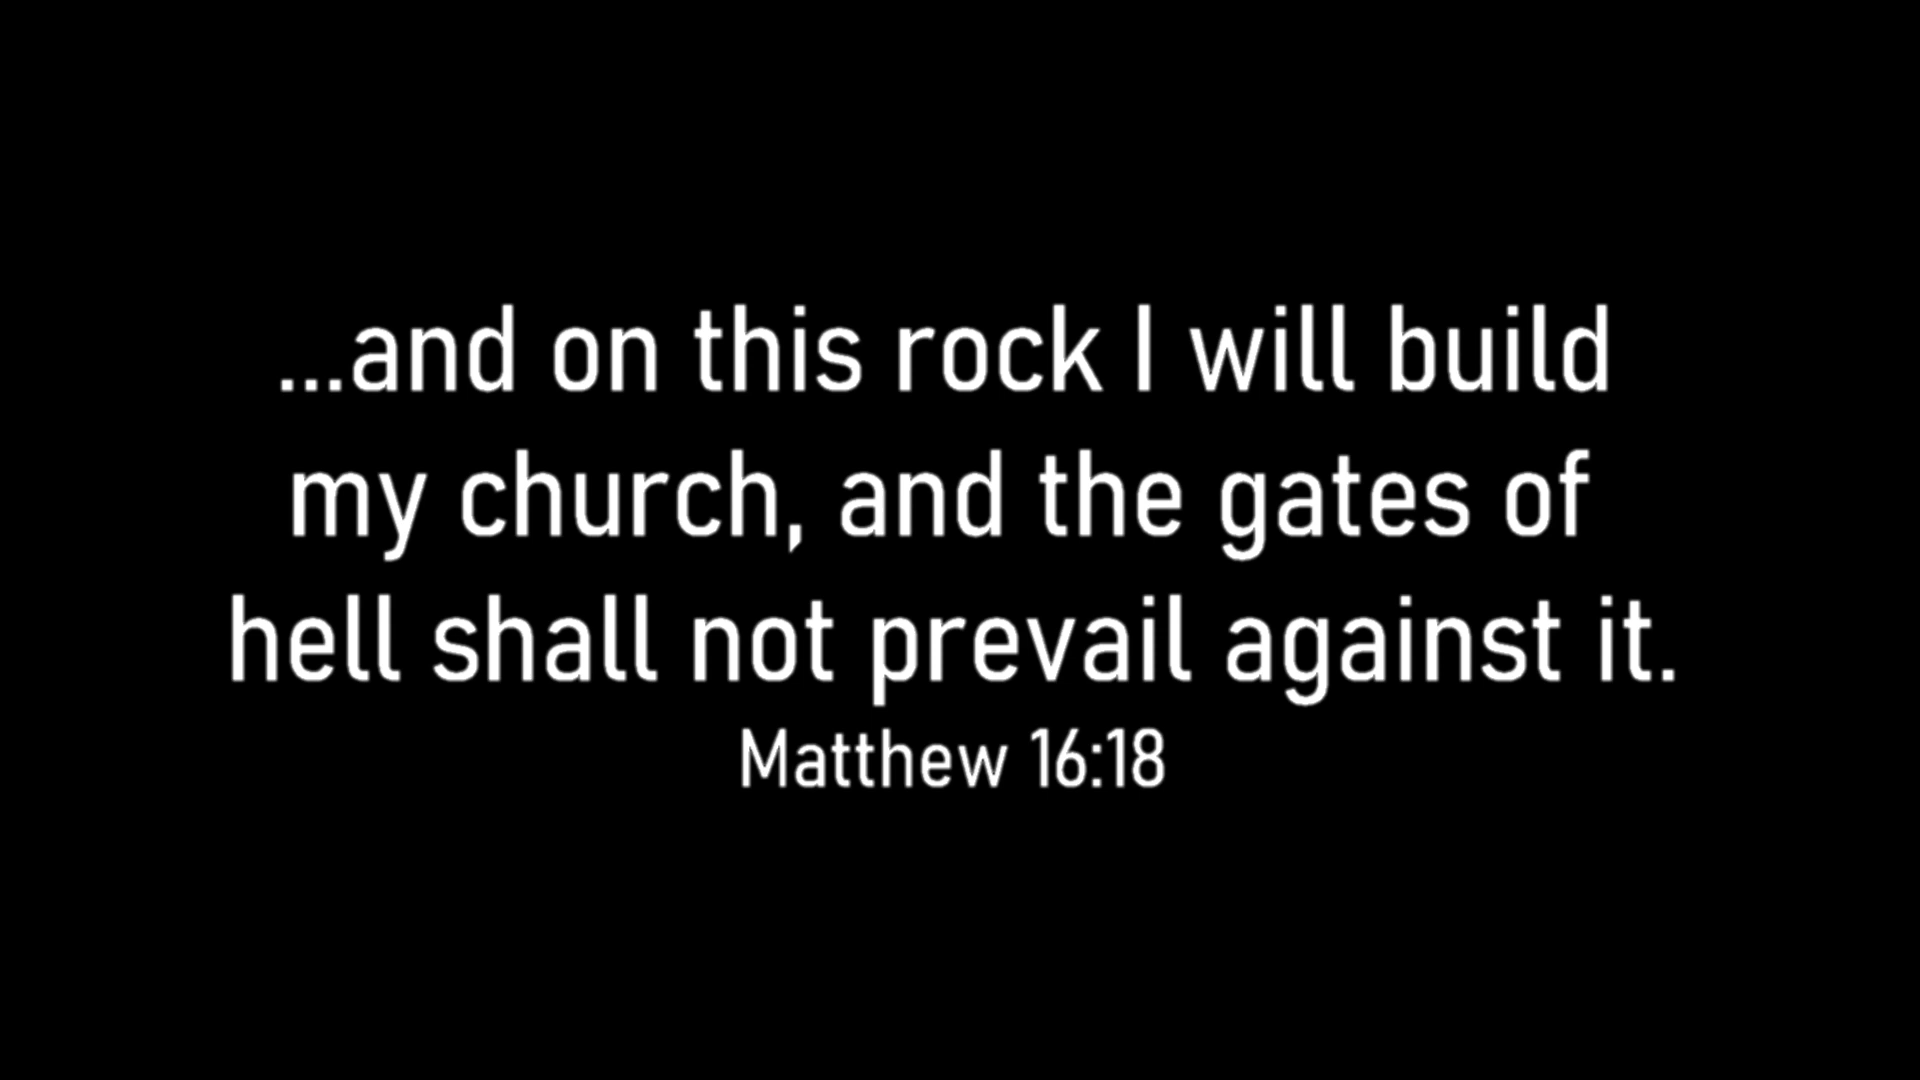 ...and on this rock I will build
my church, and the gates of
hell shall not prevail against it.
Matthew 16:18